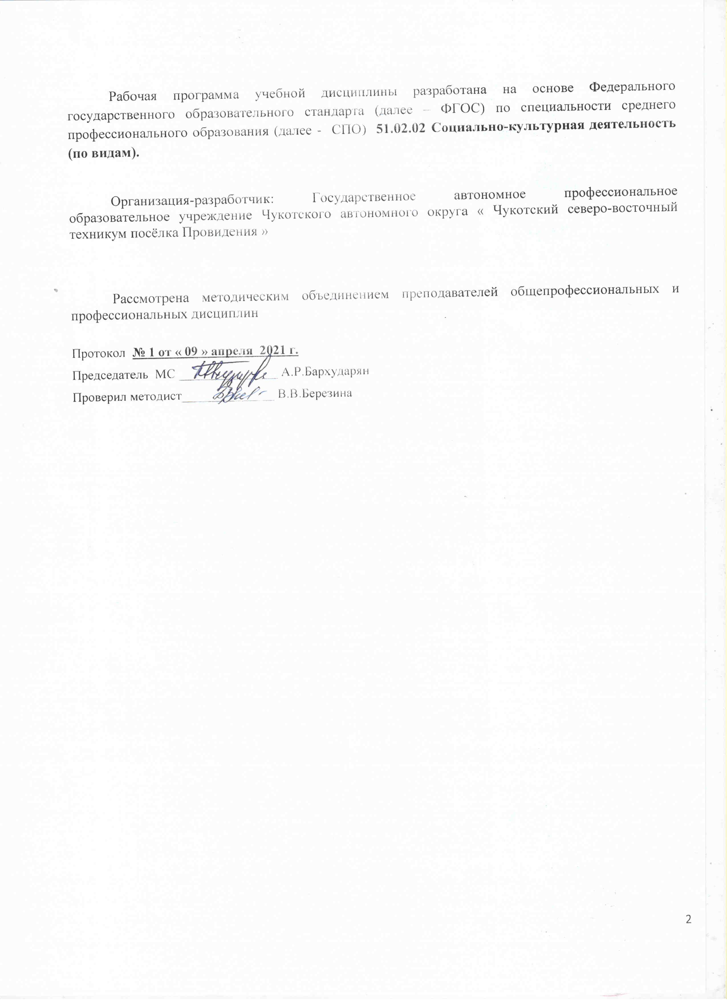 Рабочая программа учебной дисциплины разработана на основе Федерального
государственного образовательного стандарта (далее – ФГОС) по специальности среднего
профессионального образования (далее - СПО) 51.02.02 Социально-культурная деятельность
(по видам).
Организация-разработчик: Государственное автономное профессиональное
образовательное учреждение Чукотского автономного округа « Чукотский северо-восточный
техникум посёлка Провидения »
Рассмотрена методическим объединением преподавателей общепрофессиональных и
профессиональных дисциплин
Протокол № 1 от « 09 » апреля 2021 г.
Председатель МС А.Р.Бархударян
Проверил методист В.В.Березина
2